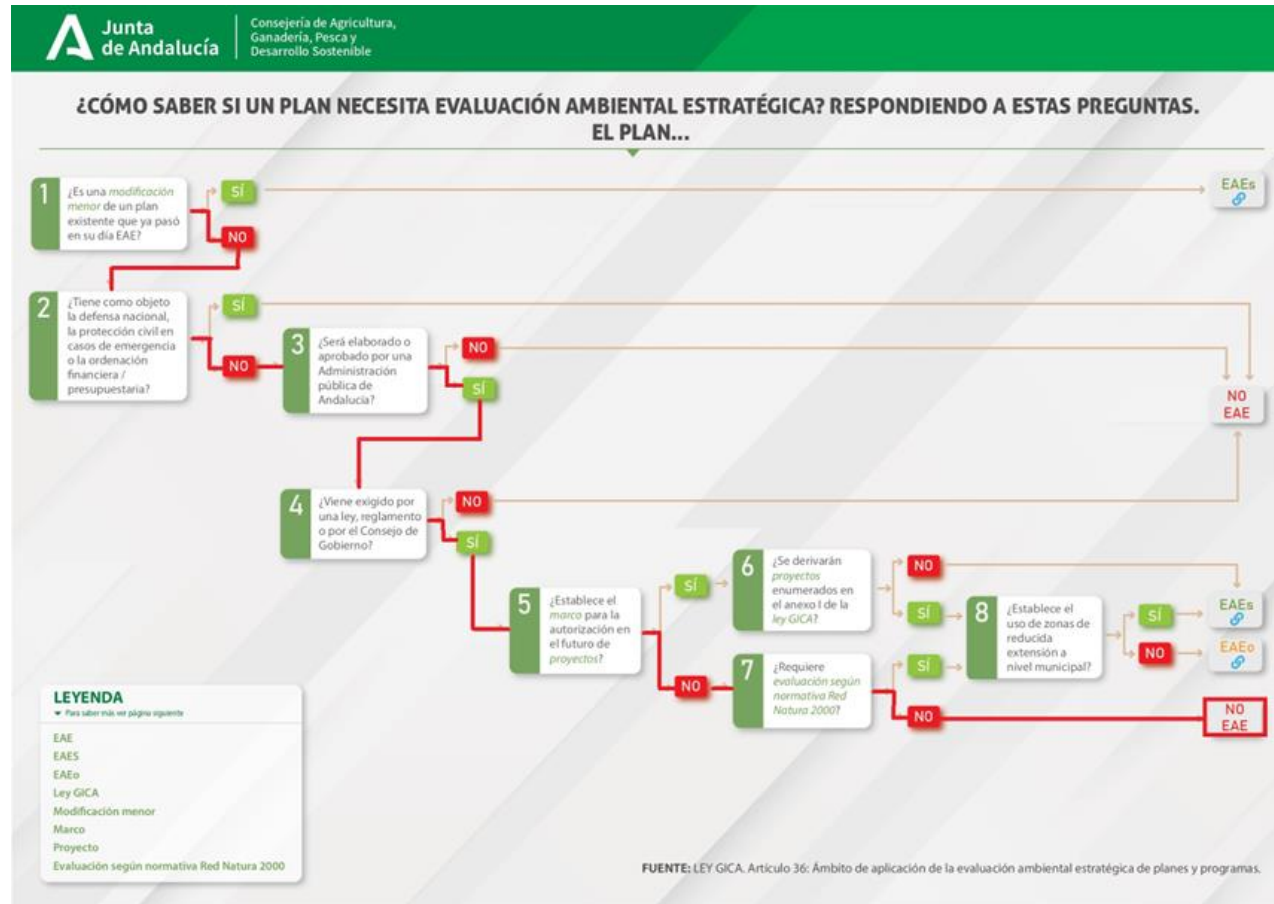 Junta
de Andalucía
Consejería de Agricultura,
Ganadería, Pesca y
Desarrollo Sostenible
¿CÓMO SABER SI UN PLAN NECESITA EVALUACIÓN AMBIENTAL ESTRATÉGICA? RESPONDIENDO A ESTAS PREGUNTAS.
EL PLAN...
1
¿Es una modificación
menor de un plan
existente que ya pasó
en su día EAE?
SÍ
NO
EAEs
2
¿Tiene como objeto
la defensa nacional,
la protección civil en
casos de emergencia
o la ordenación
financiera /
presupuestaria?
SÍ
NO
3
¿Será elaborado o
aprobado por una
Administración
pública de
Andalucía?
NO
SÍ
NO
EAE
4
¿Viene exigido por
una ley, reglamento
o por el Consejo de
Gobierno?
NO
SÍ
5
¿Establece el
marco para la
autorización en
el futuro de
proyectos?
SÍ
NO
6
¿Se derivarán
proyectos
enumerados en
el anexo I de la
ley GICA?
NO
SÍ
7
¿Requiere
evaluación según
normativa Red
Natura 2000?
SÍ
NO
8
¿Establece el
uso de zonas de
reducida
extensión a
nivel municipal?
SÍ
NO
EAEs
EAEo
NO
EAE
LEYENDA
Para saber más ver página siguiente
EAE
EAES
EAEo
Ley GICA
Modificación menor
Marco
Proyecto
Evaluación según normativa Red Natura 2000
FUENTE: LEY GICA. Artículo 36: Ámbito de aplicación de la evaluación ambiental estratégica de planes y programas.